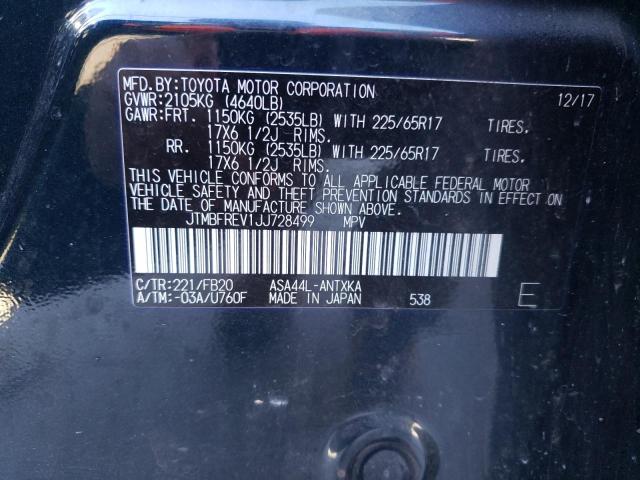 MFD.BY:TOYOTA MOTOR CORPORATION 12/17
GVWR:2105KG (4640LB)
GAWR:FRT. 1150KG (2535LB) WITH 225/65R17 TIRES.
17X6 1/2J RIMS.
RR. 1150KG (2535LB) WITH 225/65R17 TIRES.
17X6 1/2J RIMS.
THIS VEHICLE CONFORMS TO ALL APPLICABLE FEDERAL MOTOR
VEHICLE SAFETY AND THEFT PREVENTION STANDARDS IN EFFECT ON
THE DATE OF MANUFACTURE SHOWN ABOVE.
JTMBFREV1JJ728499 MPV
C/TR:221/FB20 ASA44L-ANTXKA
A/TM:-03A/U760F MADE IN JAPAN 538 E